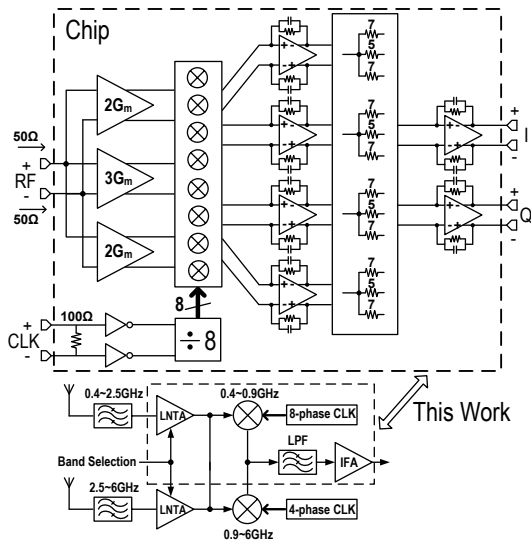 Chip
7
5
7
2Gm
50Ω
+
RF
-
50Ω
3Gm
2Gm
7
5
7
7
5
7
7
5
7
+
I
-
+
Q
-
8
100Ω
+
CLK
-
÷ 8
This Work
0.4~2.5GHz
LNTA
0.4~0.9GHz
8-phase CLK
Band Selection
LPF
IFA
2.5~6GHz
LNTA
4-phase CLK
0.9~6GHz